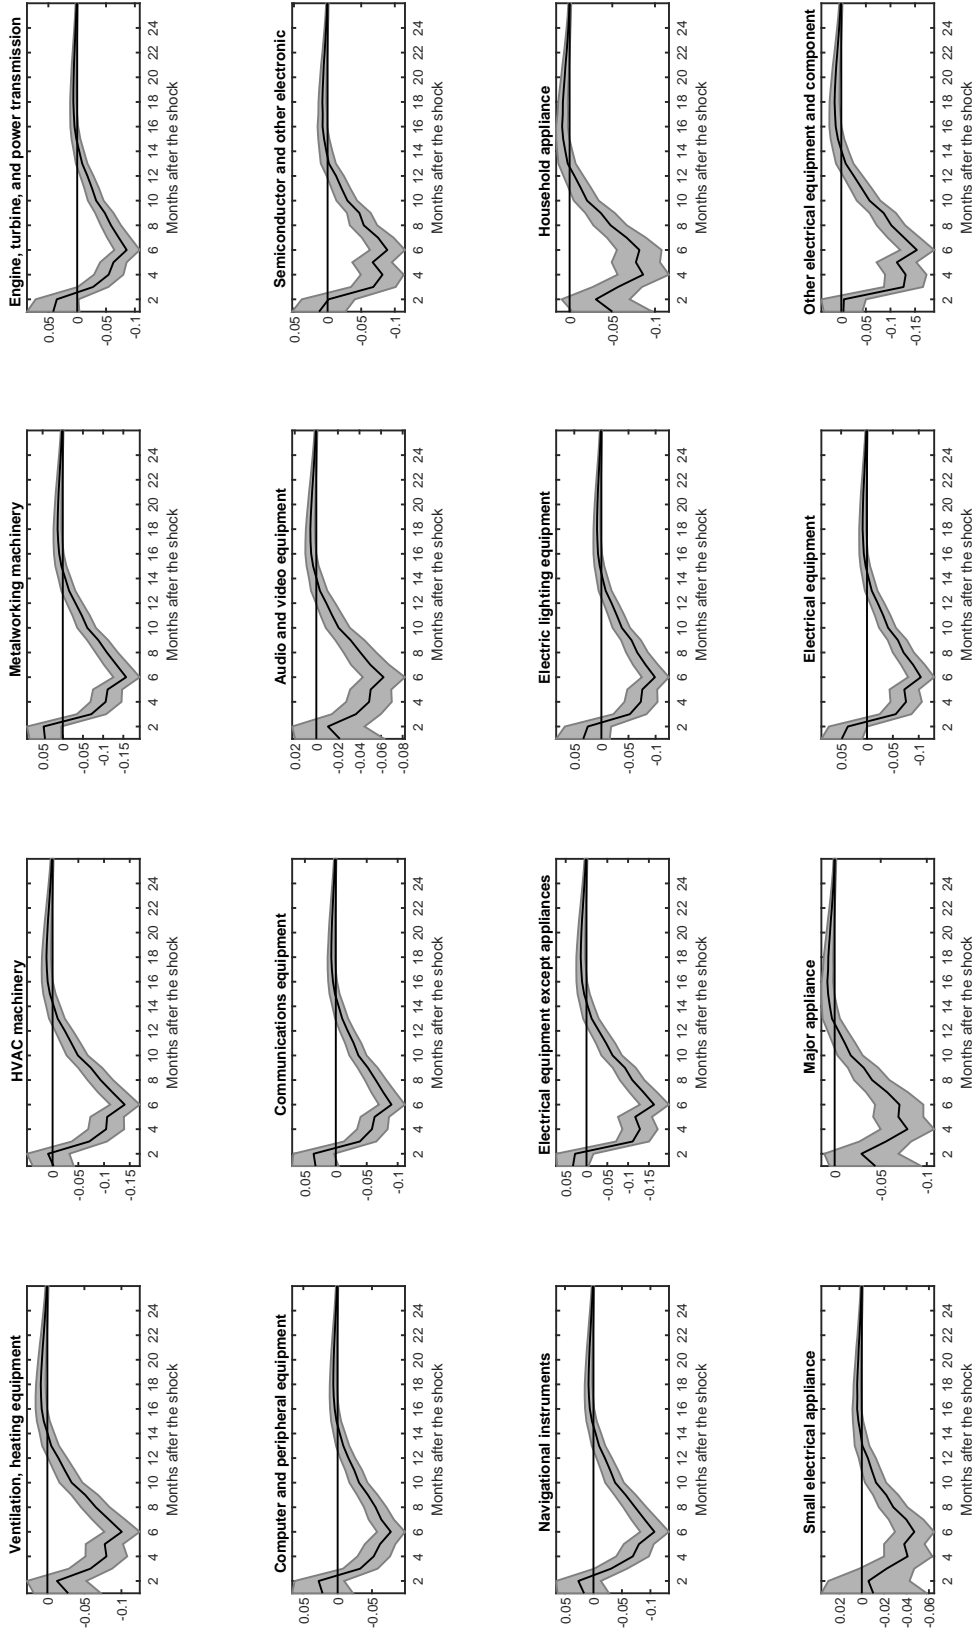 Ventilation, heating equipment
0
-0.05
-0.1
2 4 6 8 10 12 14 16 18 20 22 24
Months after the shock
HVAC machinery
0
-0.05
-0.1
-0.15
2 4 6 8 10 12 14 16 18 20 22 24
Months after the shock
Metalworking machinery
0.05
0
-0.05
-0.1
-0.15
2 4 6 8 10 12 14 16 18 20 22 24
Months after the shock
Engine, turbine, and power transmission
0.05
0
-0.05
-0.1
2 4 6 8 10 12 14 16 18 20 22 24
Months after the shock
Computer and peripheral equipment
0.05
0
-0.05
2 4 6 8 10 12 14 16 18 20 22 24
Months after the shock
Communications equipment
0.05
0
-0.05
-0.1
2 4 6 8 10 12 14 16 18 20 22 24
Months after the shock
Audio and video equipment
0.02
0
-0.02
-0.04
-0.06
-0.08
2 4 6 8 10 12 14 16 18 20 22 24
Months after the shock
Semiconductor and other electronic
0.05
0
-0.05
-0.1
2 4 6 8 10 12 14 16 18 20 22 24
Months after the shock
Navigational instruments
0.05
0
-0.05
-0.1
2 4 6 8 10 12 14 16 18 20 22 24
Months after the shock
Electrical equipment except appliances
0.05
0
-0.05
-0.1
-0.15
2 4 6 8 10 12 14 16 18 20 22 24
Months after the shock
Electric lighting equipment
0.05
0
-0.05
-0.1
2 4 6 8 10 12 14 16 18 20 22 24
Months after the shock
Household appliance
0
-0.05
-0.1
2 4 6 8 10 12 14 16 18 20 22 24
Months after the shock
Small electrical appliance
0.02
0
-0.02
-0.04
-0.06
2 4 6 8 10 12 14 16 18 20 22 24
Months after the shock
Major appliance
0
-0.05
-0.1
2 4 6 8 10 12 14 16 18 20 22 24
Months after the shock
Electrical equipment
0.05
0
-0.05
-0.1
2 4 6 8 10 12 14 16 18 20 22 24
Months after the shock
Other electrical equipment and component
0
-0.05
-0.1
-0.15
2 4 6 8 10 12 14 16 18 20 22 24
Months after the shock